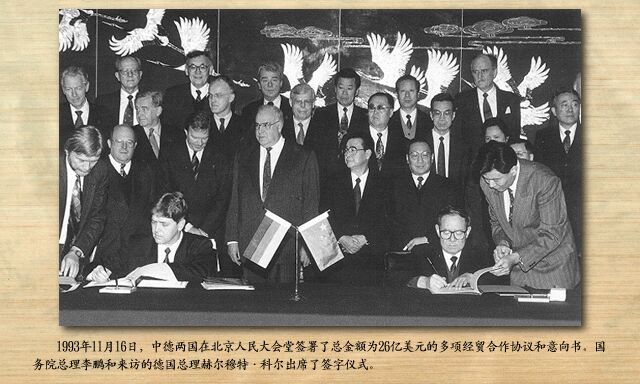 1993年11月16日，中德两国在北京人民大会堂签署了总金额为26亿美元的多项经贸合作协议和意向书。国
务院总理李鹏和来访的德国总理赫尔穆特·科尔出席了签字仪式。